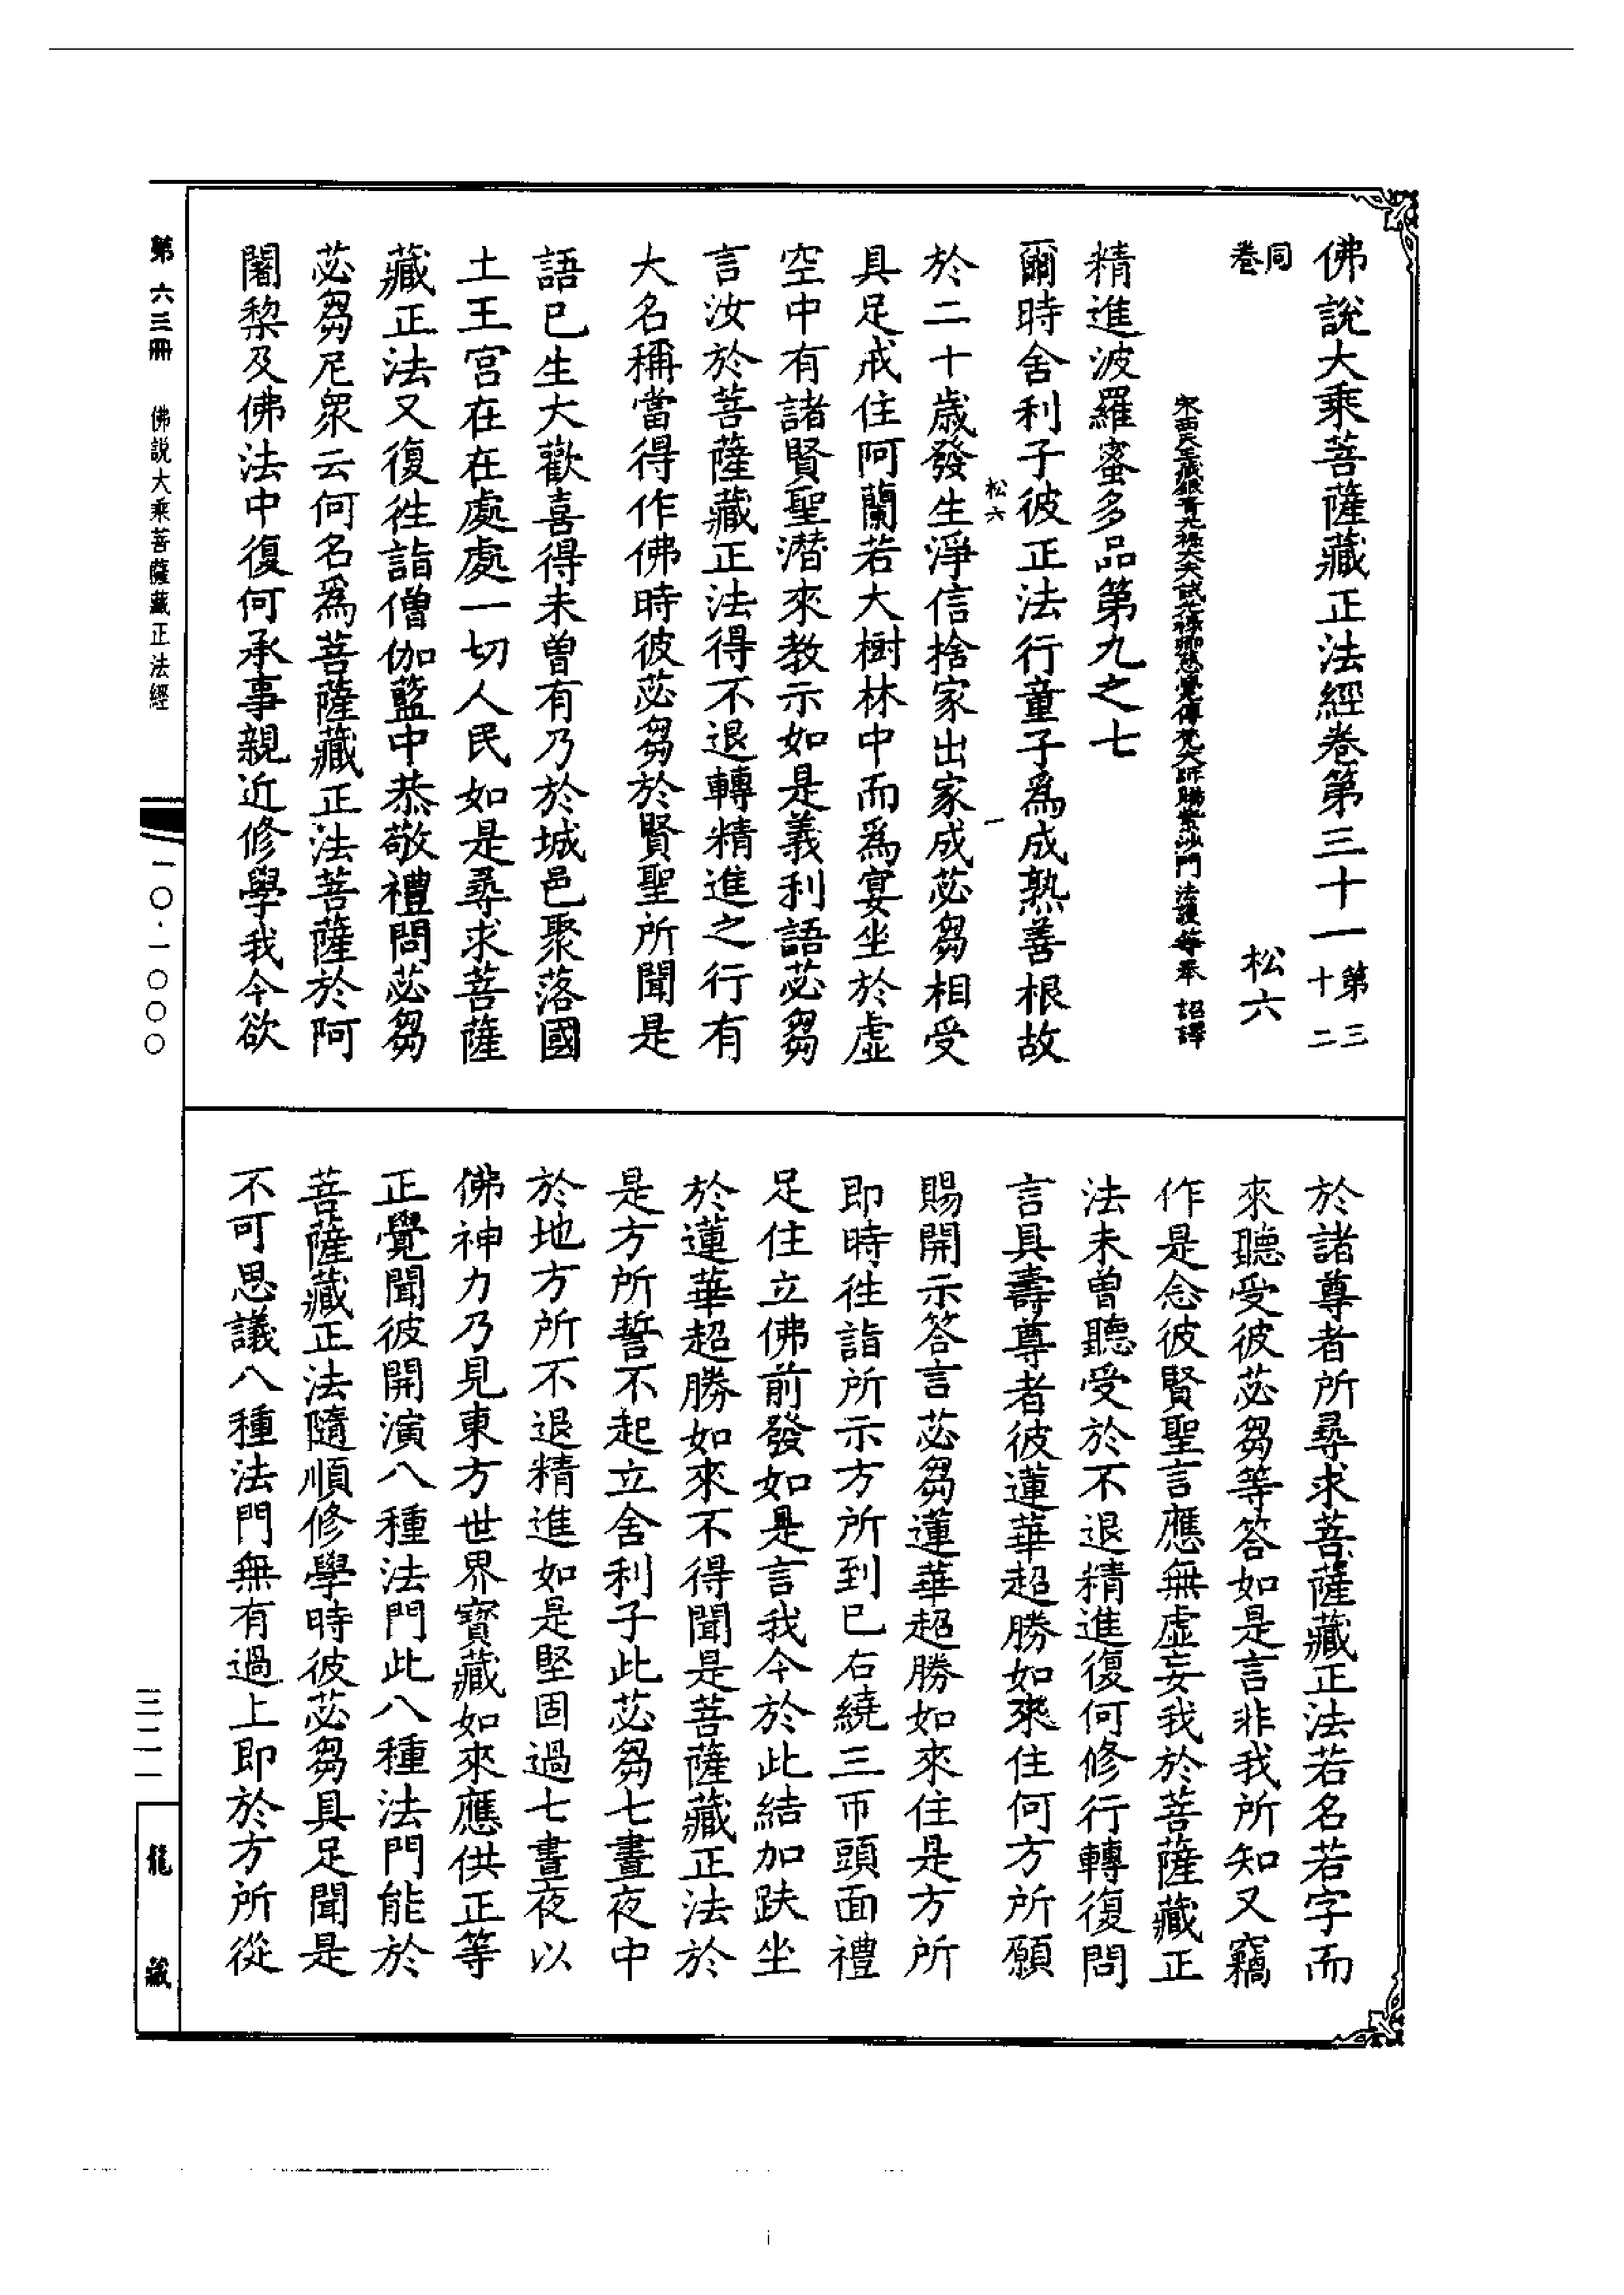 佛說大乘菩薩藏正法經卷第三十一第三十二
同卷
松六
宋西天三藏銀青光祿大夫試光祿卿慈覺傳梵大師賜紫沙門法護等奉　詔譯
精進波羅蜜多品第九之七
爾時舍利子彼正法行童子為成熟善根故
松六　一
於二十歲發生淨信捨家出家成苾芻相受
具足戒住阿蘭若大樹林中而為宴坐於虛
空中有諸賢聖潛來教示如是義利語苾芻
言汝於菩薩藏正法得不退轉精進之行有
大名稱當得作佛時彼苾芻於賢聖所聞是
語已生大歡喜得未曾有乃於城邑聚落國
土王宮在在處處一切人民如是尋求菩薩
藏正法又復徃詣僧伽藍中恭敬禮問苾芻
苾芻尼眾云何名為菩薩藏正法菩薩於阿
闍黎及佛法中復何承事親近修學我今欲
於諸尊者所尋求菩薩藏正法若名若字而
來聽受彼苾芻等答如是言非我所知又竊
作是念彼賢聖言應無虛妄我於菩薩藏正
法未曾聽受於不退精進復何修行轉復問
言具壽尊者彼蓮華超勝如來住何方所願
賜開示答言苾芻蓮華超勝如來住是方所
即時徃詣所示方所到已右繞三帀頭面禮
足住立佛前發如是言我今於此結加趺坐
於蓮華超勝如來不得聞是菩薩藏正法於
是方所誓不起立舍利子此苾芻七晝夜中
於地方所不退精進如是堅固過七晝夜以
佛神力乃見東方世界寶藏如來應供正等
正覺聞彼開演八種法門此八種法門能於
菩薩藏正法隨順修學時彼苾芻具足聞是
不可思議八種法門無有過上即於方所從
第六三冊　佛說大乘菩薩藏正法經
一〇·一〇〇〇
三二一
龍藏
i